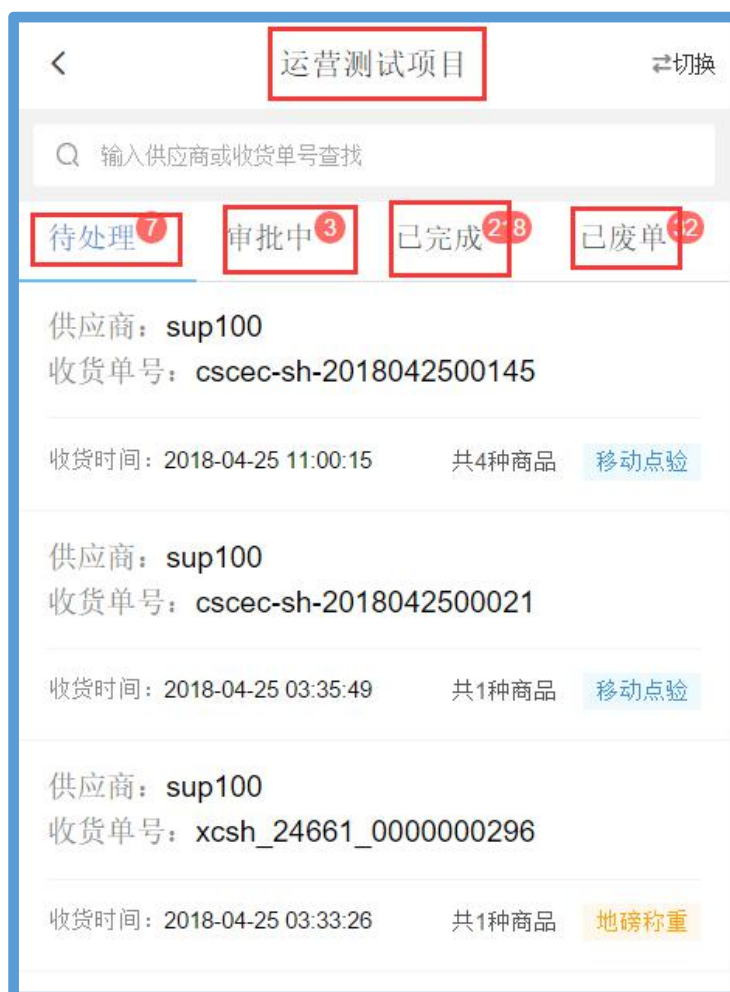 运营测试项目 切换
输入供应商或收货单号查找
待处理 7 审批中 3 已完成 218 已废单 32
供应商：sup100
收货单号：cscec-sh-2018042500145
收货时间：2018-04-25 11:00:15 共4种商品 移动点验
供应商：sup100
收货单号：cscec-sh-2018042500021
收货时间：2018-04-25 03:35:49 共1种商品 移动点验
供应商：sup100
收货单号：xcsh_24661_0000000296
收货时间：2018-04-25 03:33:26 共1种商品 地磅称重